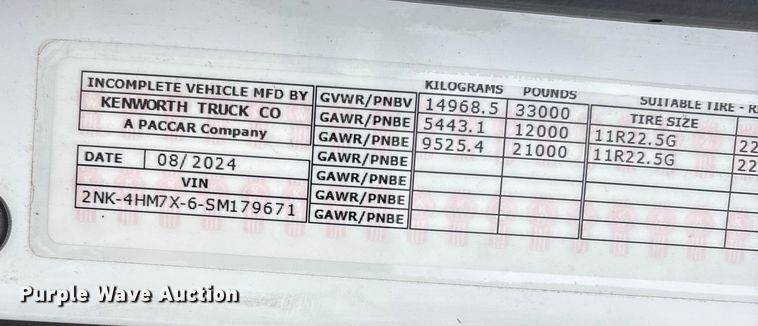 KILOGRAMS POUNDS SUITABLE TIRE - R
INCOMPLETE VEHICLE MFD BY GVWR/PNBV 14968.5 33000 TIRE SIZE
KENWORTH TRUCK CO GAWR/PNBE 5443.1 12000 11R22.5G 22
A PACCAR Company GAWR/PNBE 9525.4 21000 11R22.5G 22
DATE 08/2024 GAWR/PNBE
VIN GAWR/PNBE
2NK-4HM7X-6-SM179671 GAWR/PNBE
Purple Wave Auction